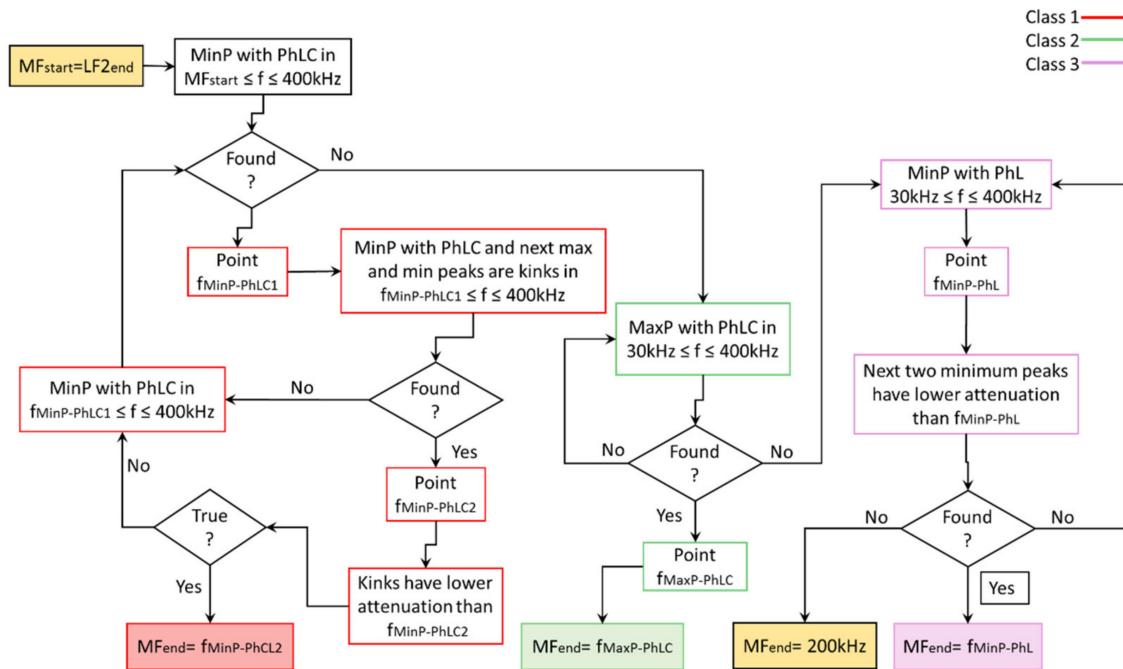 Class 1
Class 2
Class 3
MFstart=LF2end
MinP with PhLC in
MFstart ≤ f ≤ 400kHz
Found
?
No
Point
fMinP-PhLC1
MinP with PhLC and next max
and min peaks are kinks in
fMinP-PhLC1 ≤ f ≤ 400kHz
MinP with PhLC in
fMinP-PhLC1 ≤ f ≤ 400kHz
No
Found
?
Yes
Point
fMinP-PhLC2
Kinks have lower
attenuation than
fMinP-PhLC2
No
True
?
Yes
MFend= fMinP-PhCL2
MaxP with PhLC in
30kHz ≤ f ≤ 400kHz
No
Found
?
No
Yes
Point
fMaxP-PhLC
MFend= fMaxP-PhLC
MinP with PhL
30kHz ≤ f ≤ 400kHz
Point
fMinP-PhL
Next two minimum peaks
have lower attenuation
than fMinP-PhL
No
Found
?
No
Yes
MFend= 200kHz
MFend= fMinP-PhL